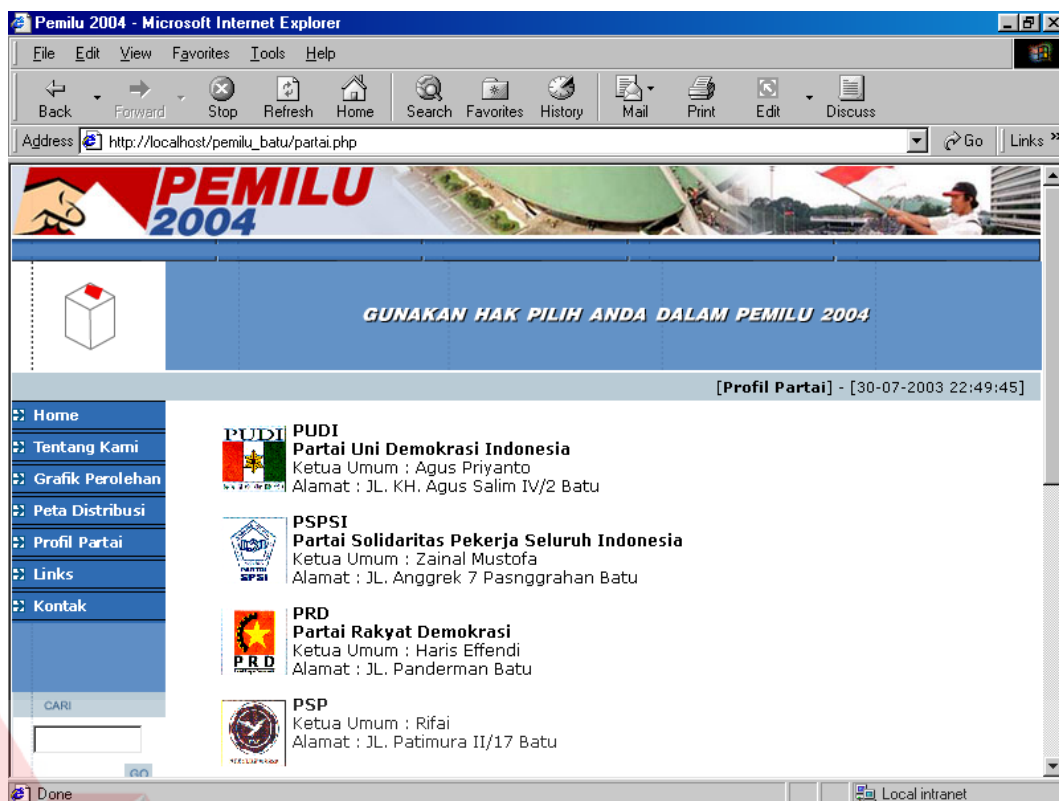 Pemilu 2004 - Microsoft Internet Explorer
File Edit View Favorites Tools Help
Back Forward Stop Refresh Home Search Favorites History Mail Print Edit Discuss
Address http://localhost/pemilu_batu/partai.php Go Links »
PEMILU
2004
GUNAKAN HAK PILIH ANDA DALAM PEMILU 2004
[Profil Partai] - [30-07-2003 22:49:45]
Home
Tentang Kami
Grafik Perolehan
Peta Distribusi
Profil Partai
Links
Kontak
CARI
GO
PUDI
PUDI
Partai Uni Demokrasi Indonesia
Ketua Umum : Agus Priyanto
Alamat : JL. KH. Agus Salim IV/2 Batu
SPSI
PSPSI
Partai Solidaritas Pekerja Seluruh Indonesia
Ketua Umum : Zainal Mustofa
Alamat : JL. Anggrek 7 Pasnggrahan Batu
PRD
PRD
Partai Rakyat Demokrasi
Ketua Umum : Haris Effendi
Alamat : JL. Panderman Batu
PSP
Ketua Umum : Rifai
Alamat : JL. Patimura II/17 Batu
Done Local intranet